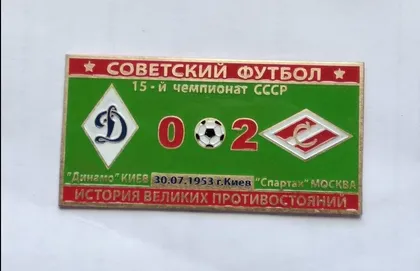 ★ СОВЕТСКИЙ ФУТБОЛ ★
15-й чемпионат СССР
Д 0 2 С
"Динамо" КИЕВ 30.07.1953 г.Киев "Спартак" МОСКВА
ИСТОРИЯ ВЕЛИКИХ ПРОТИВОСТОЯНИЙ